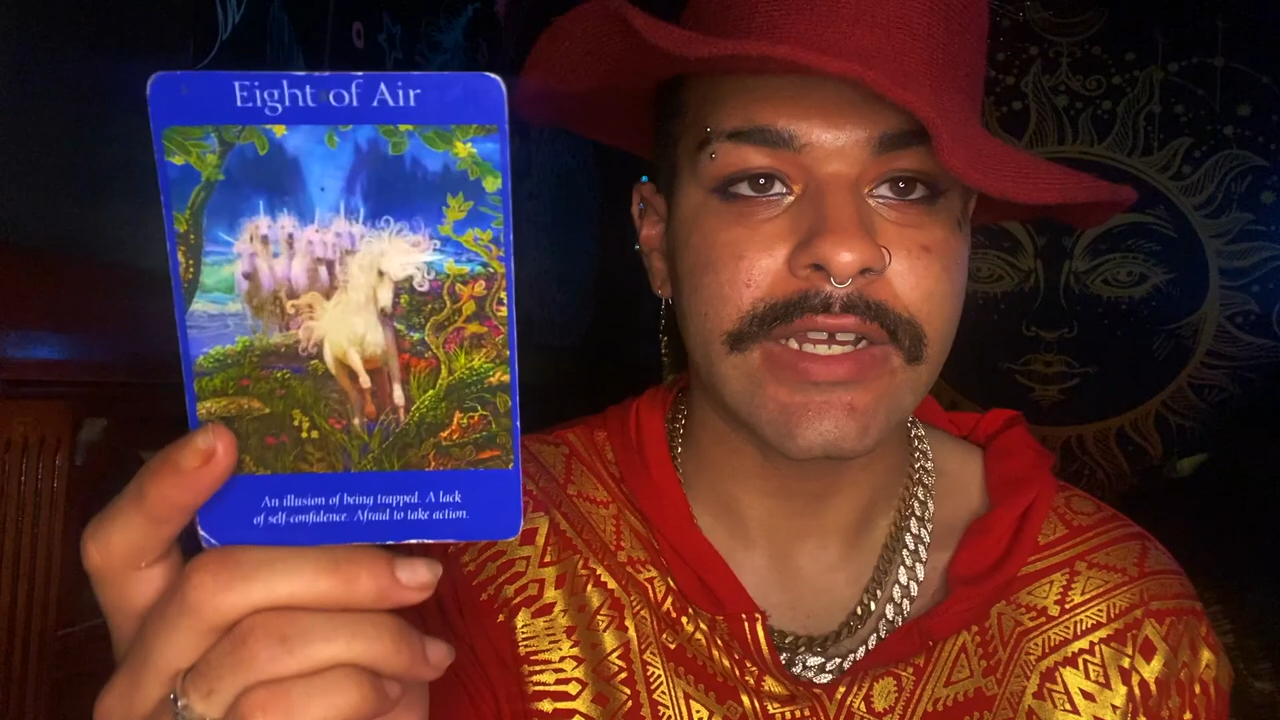 Eight of Air
An illusion of being trapped. A lack
of self-confidence. Afraid to take action.